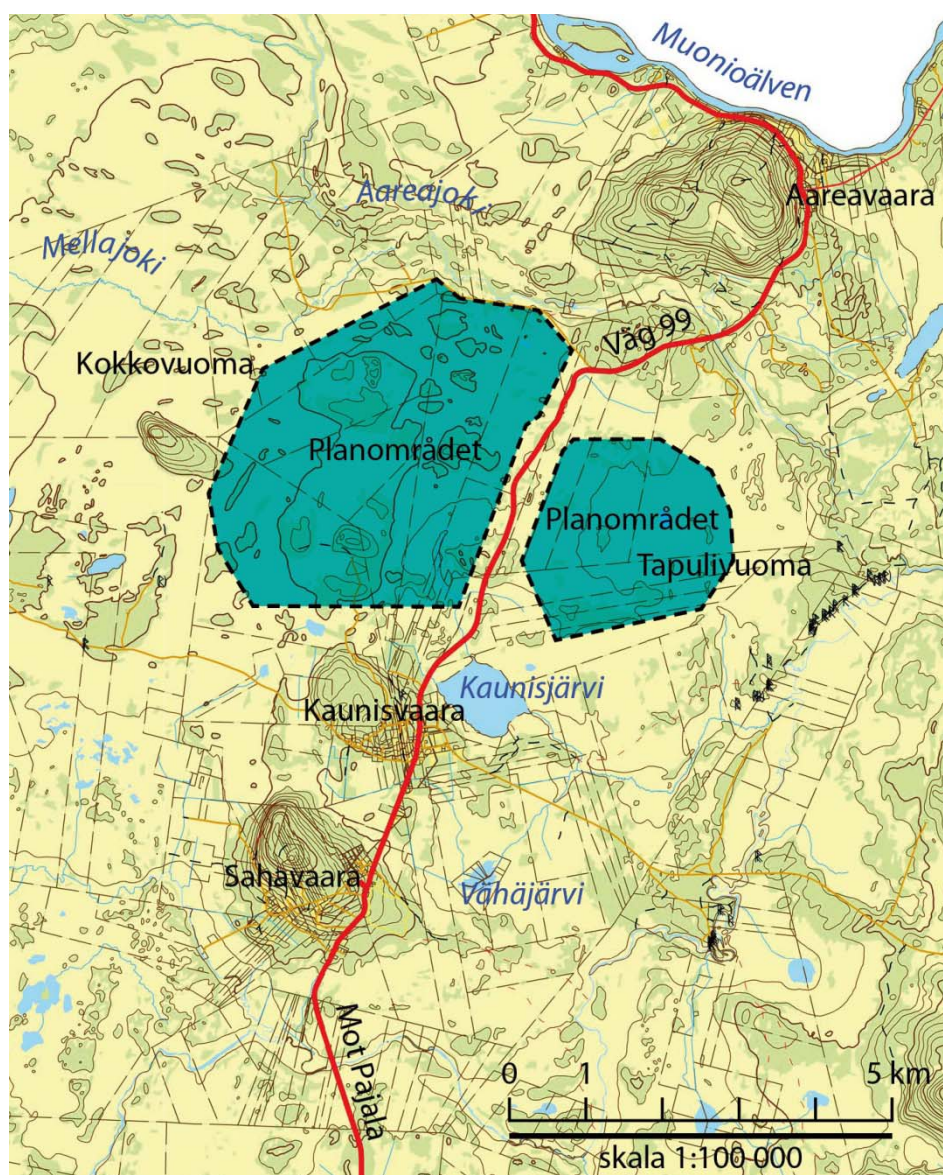 Muonioälven
Aareajoki
Aareavaara
Mellajoki
Väg 99
Kokkovuoma
Planområdet
Planområdet
Tapulivuoma
Kaunisjärvi
Kaunisvaara
Sahavaara
Vähäjärvi
Mot Pajala
0 1 5 km
skala 1:100 000